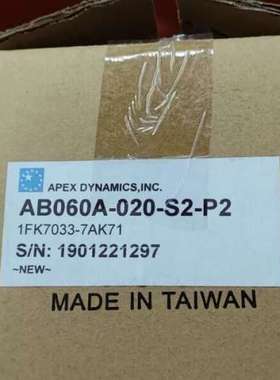 APEX DYNAMICS,INC.
AB060A-020-S2-P2
1FK7033-7AK71
S/N: 1901221297
~NEW~
MADE IN TAIWAN